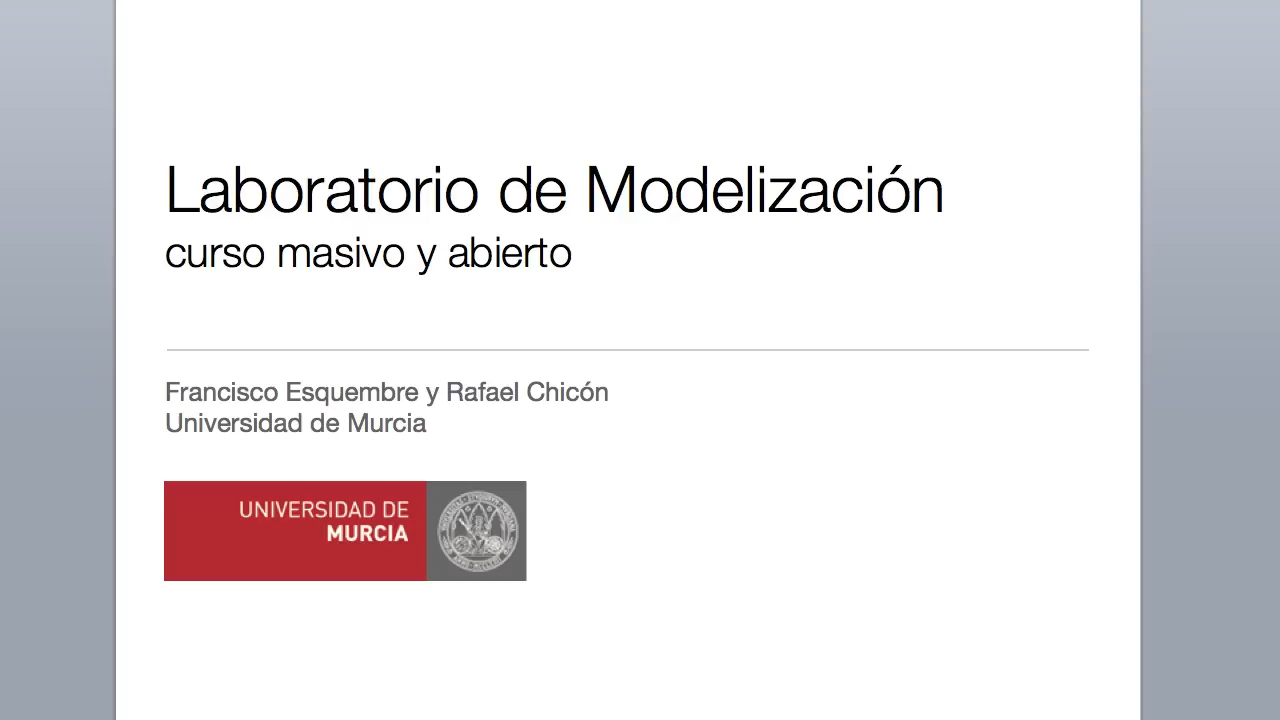 Laboratorio de Modelización
curso masivo y abierto
Francisco Esquembre y Rafael Chicón
Universidad de Murcia
UNIVERSIDAD DE
MURCIA